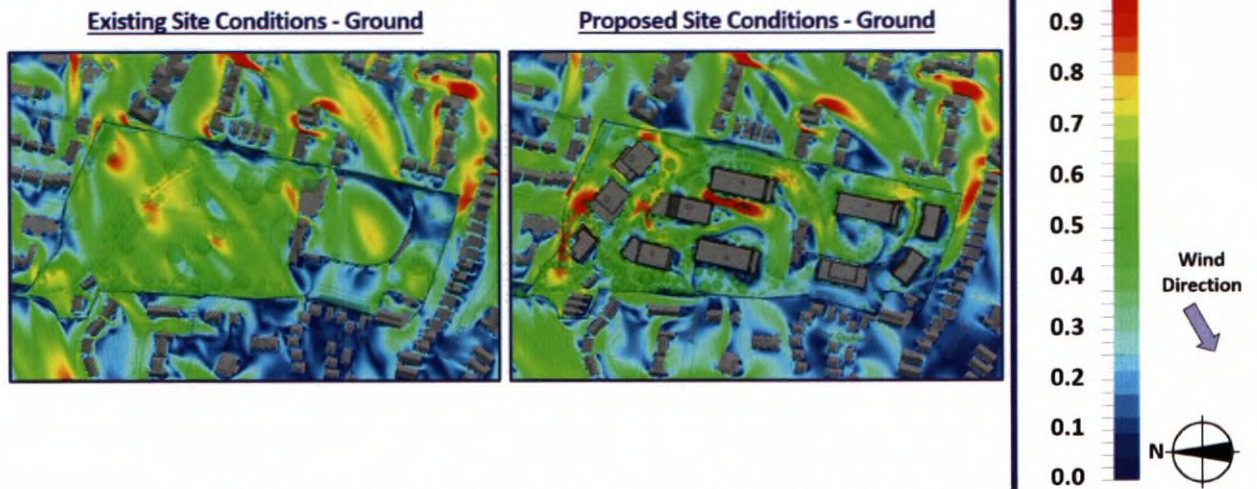 Existing Site Conditions - Ground
Proposed Site Conditions - Ground
0.9
0.8
0.7
0.6
0.5
0.4
0.3
0.2
0.1
0.0
Wind
Direction
N